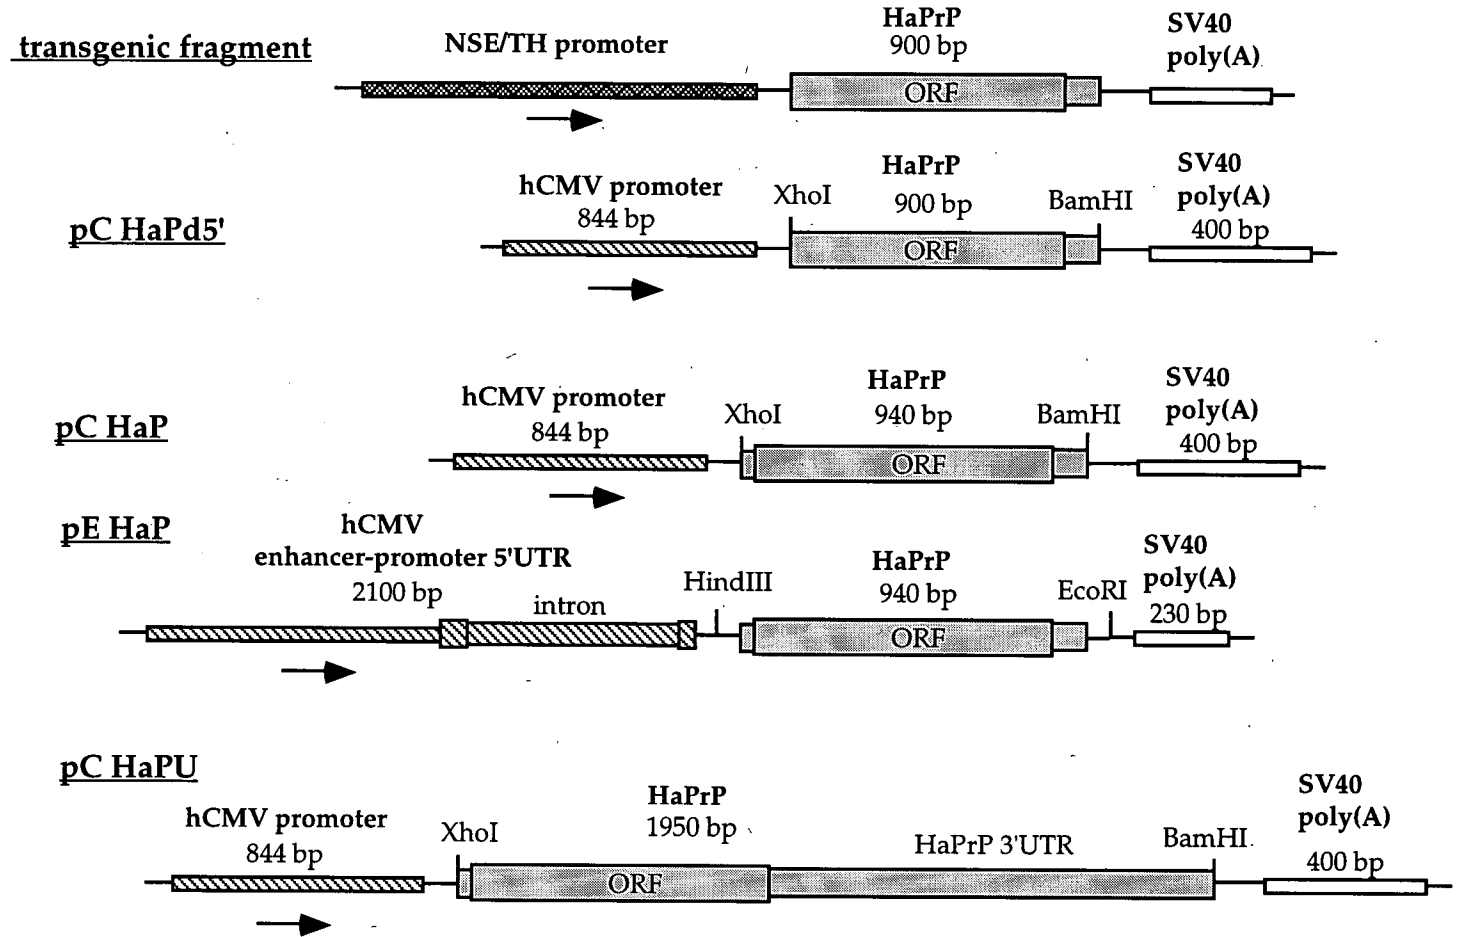 transgenic fragment
NSE/TH promoter
HaPrP
900 bp
SV40
poly(A)
ORF
pC HaPd5'
hCMV promoter
844 bp
XhoI
HaPrP
900 bp
BamHI
SV40
poly(A)
400 bp
ORF
pC HaP
hCMV promoter
844 bp
XhoI
HaPrP
940 bp
BamHI
SV40
poly(A)
400 bp
ORF
pE HaP
hCMV
enhancer-promoter 5'UTR
2100 bp
intron
HindIII
HaPrP
940 bp
EcoRI
SV40
poly(A)
230 bp
ORF
pC HaPU
hCMV promoter
844 bp
XhoI
HaPrP
1950 bp
HaPrP 3'UTR
BamHI
SV40
poly(A)
400 bp
ORF